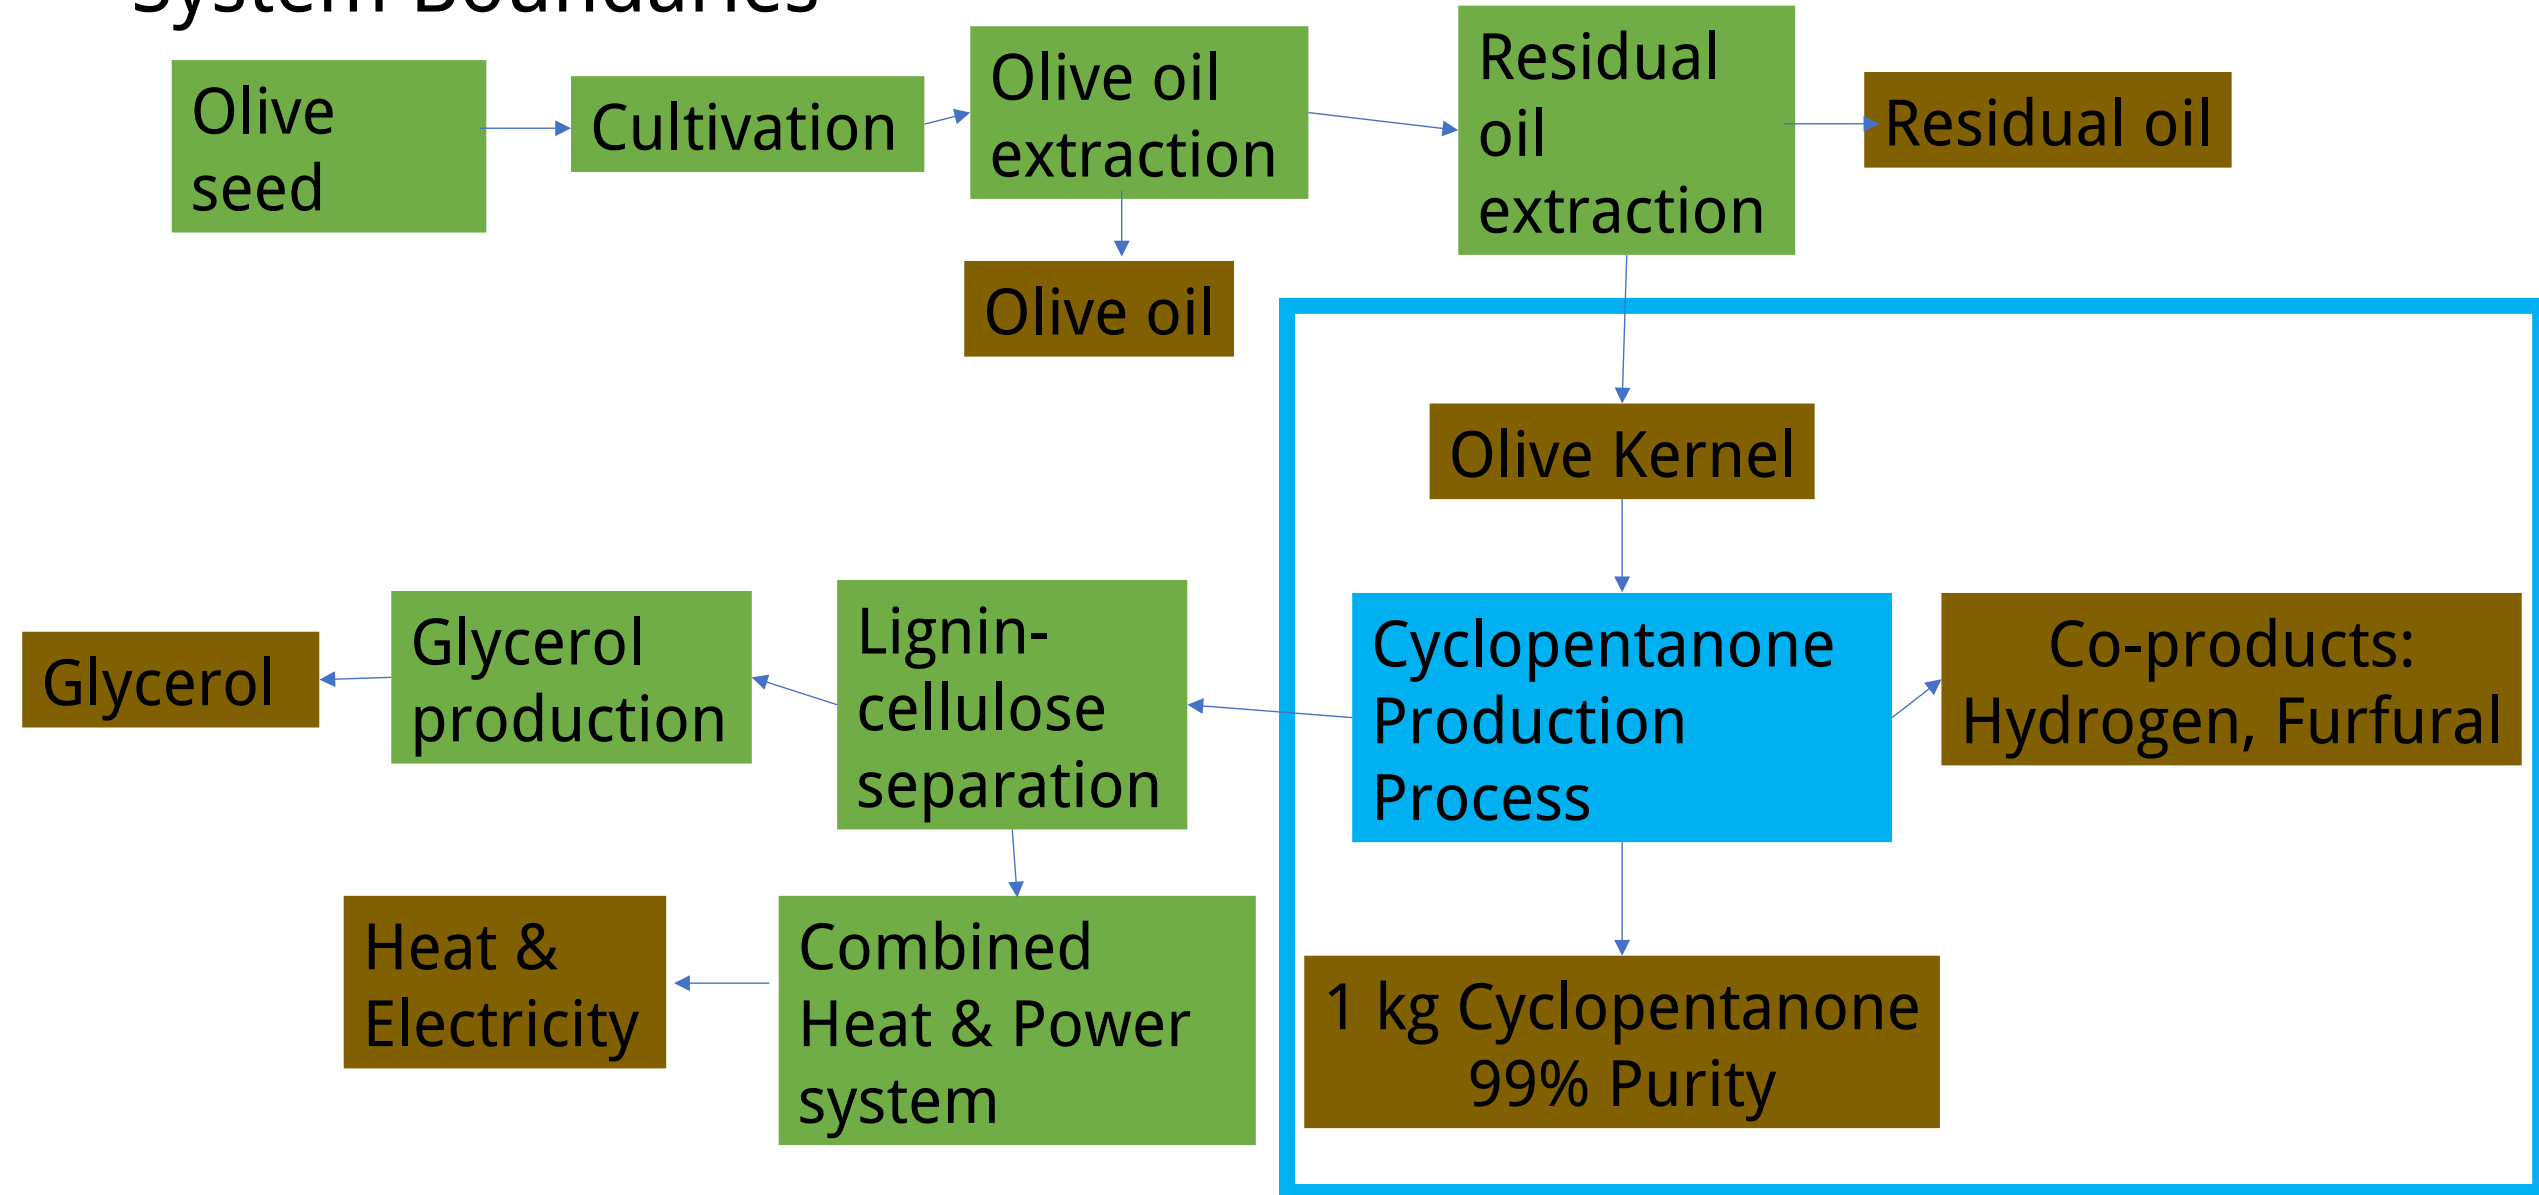 System Boundaries
Olive
seed
Cultivation
Olive oil
extraction
Residual
oil
extraction
Residual oil
Olive oil
Olive Kernel
Glycerol
Glycerol
production
Lignin-
cellulose
separation
Cyclopentanone
Production
Process
Co-products:
Hydrogen, Furfural
Heat &
Electricity
Combined
Heat & Power
system
1 kg Cyclopentanone
99% Purity